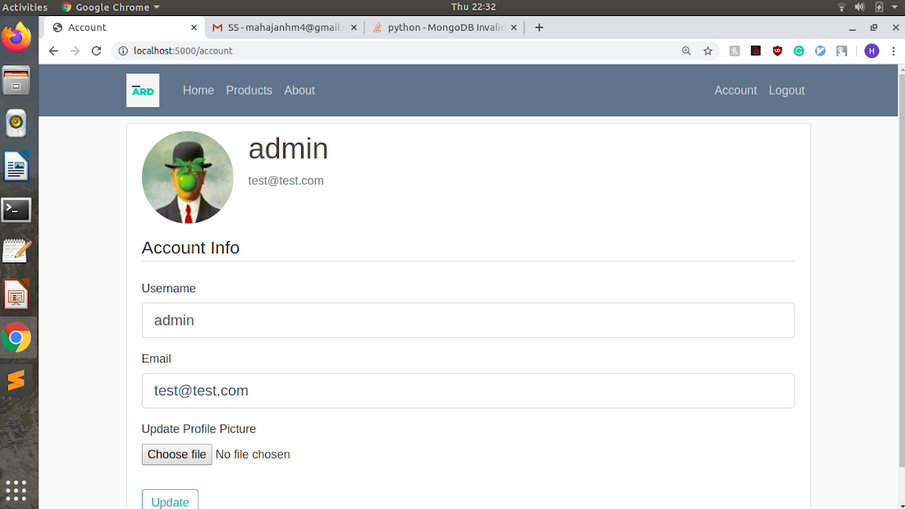 Activities Google Chrome Thu 22:32
Account SS - mahajanhm4@gmail. python - MongoDB Invalid
localhost:5000/account H
ARD Home Products About Account Logout
admin
test@test.com
Account Info
Username
admin
Email
test@test.com
Update Profile Picture
Choose file No file chosen
Update